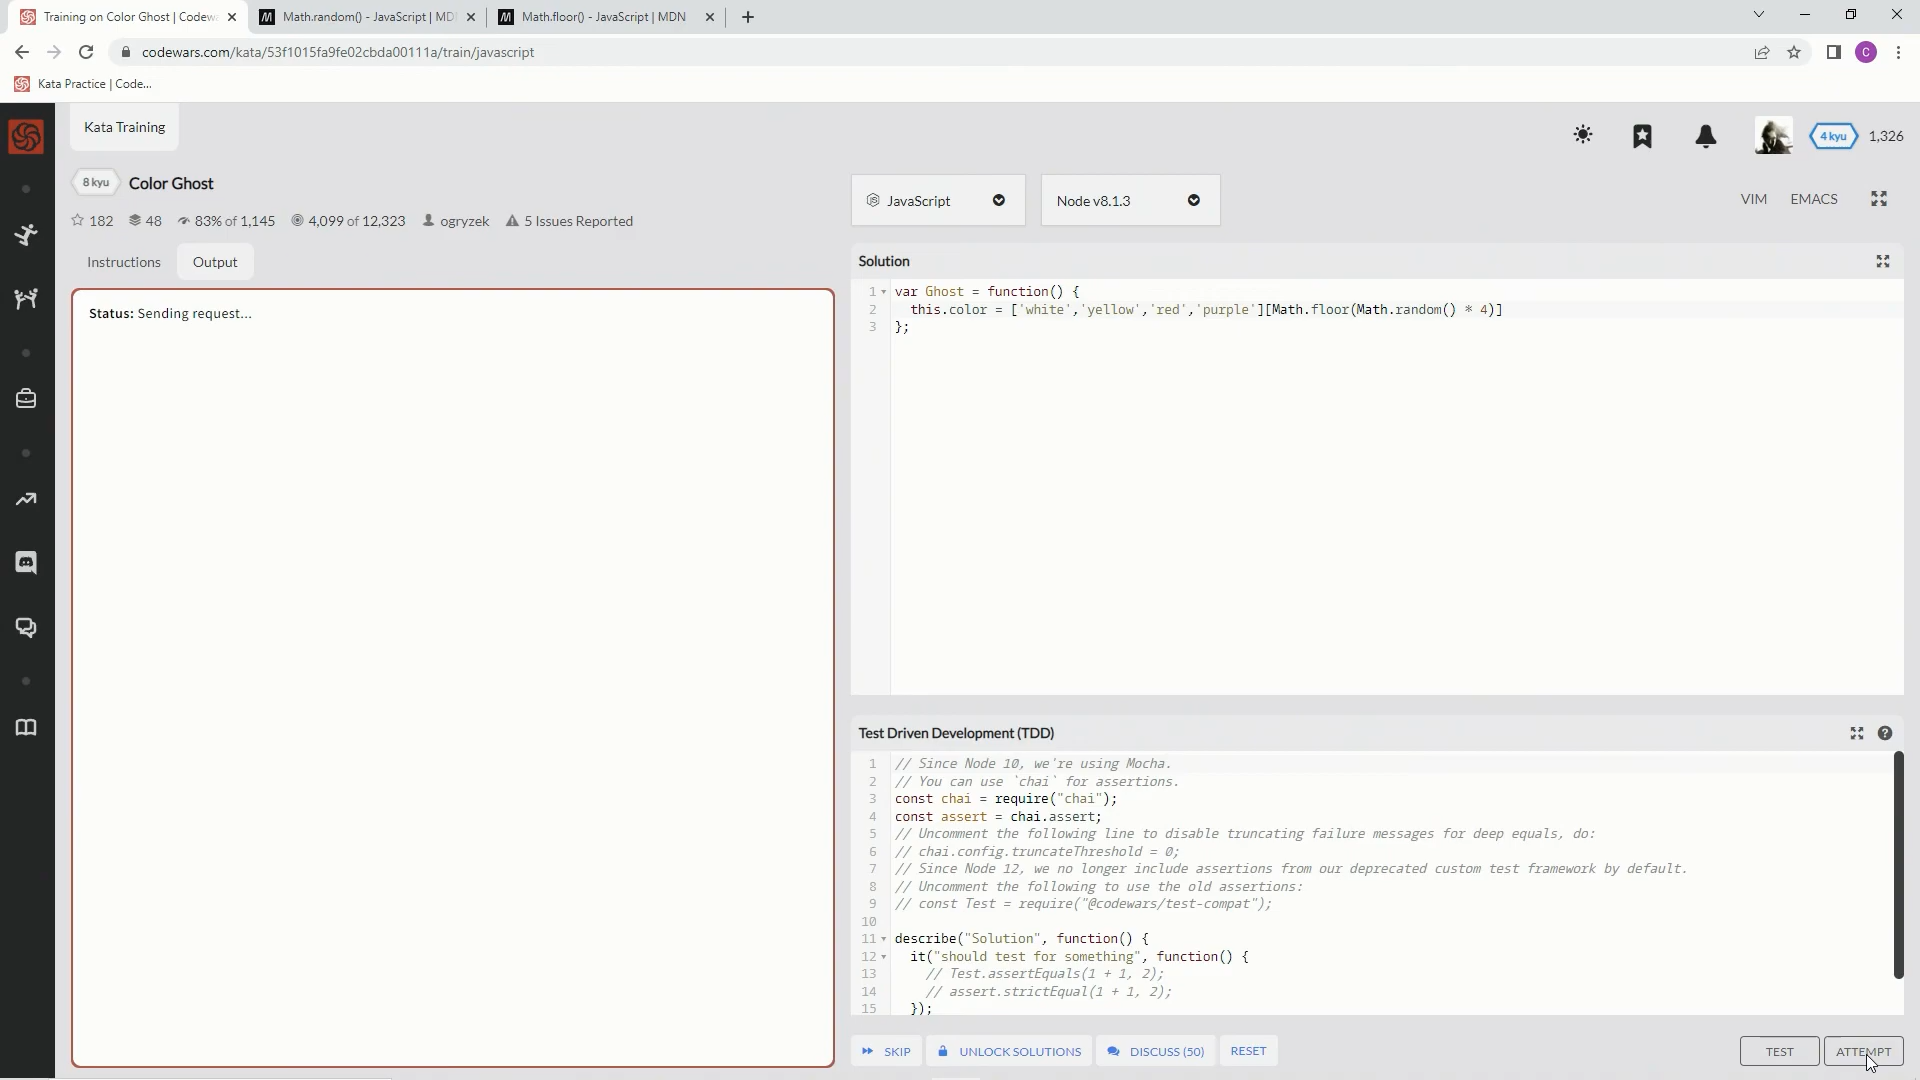 Training on Color Ghost | Codew
Math.random() - JavaScript | MD
Math.floor() - JavaScript | MDN
codewars.com/kata/53f1015fa9fe02cbda00111a/train/javascript
C
Kata Practice | Code...
Kata Training
4 kyu
1,326
8 kyu
Color Ghost
182
48
83% of 1,145
4,099 of 12,323
ogryzek
5 Issues Reported
JavaScript
Node v8.1.3
VIM
EMACS
Instructions
Output
Status: Sending request...
Solution
1 var Ghost = function() {
2 this.color = ['white','yellow','red','purple'][Math.floor(Math.random() * 4)]
3 };
Test Driven Development (TDD)
1 // Since Node 10, we're using Mocha.
2 // You can use `chai` for assertions.
3 const chai = require("chai");
4 const assert = chai.assert;
5 // Uncomment the following line to disable truncating failure messages for deep equals, do:
6 // chai.config.truncateThreshold = 0;
7 // Since Node 12, we no longer include assertions from our deprecated custom test framework by default.
8 // Uncomment the following to use the old assertions:
9 // const Test = require("@codewars/test-compat");
10
11 describe("Solution", function() {
12 it("should test for something", function() {
13 // Test.assertEquals(1 + 1, 2);
14 // assert.strictEqual(1 + 1, 2);
15 });
SKIP
UNLOCK SOLUTIONS
DISCUSS (50)
RESET
TEST
ATTEMPT